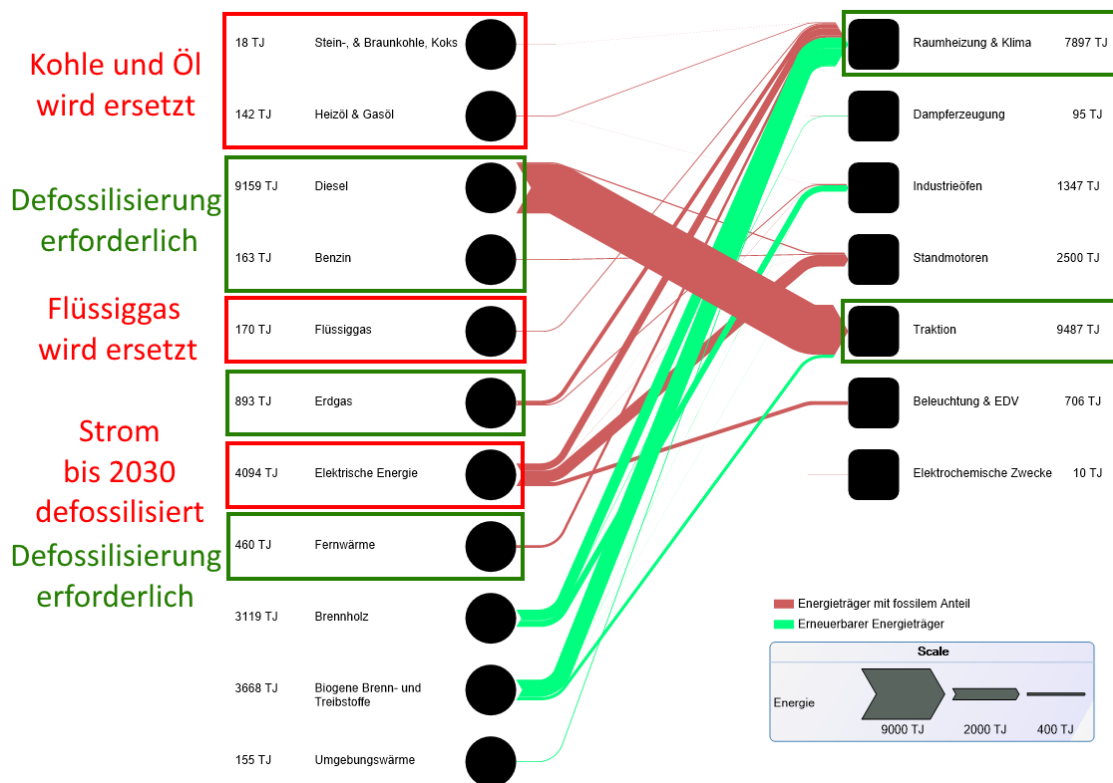 Kohle und Öl
wird ersetzt
Defossilisierung
erforderlich
Flüssiggas
wird ersetzt
Strom
bis 2030
defossilisiert
Defossilisierung
erforderlich
18 TJ Stein-, & Braunkohle, Koks
142 TJ Heizöl & Gasöl
9159 TJ Diesel
163 TJ Benzin
170 TJ Flüssiggas
893 TJ Erdgas
4094 TJ Elektrische Energie
460 TJ Fernwärme
3119 TJ Brennholz
3668 TJ Biogene Brenn- und
Treibstoffe
155 TJ Umgebungswärme
Raumheizung & Klima 7897 TJ
Dampferzeugung 95 TJ
Industrieöfen 1347 TJ
Standmotoren 2500 TJ
Traktion 9487 TJ
Beleuchtung & EDV 706 TJ
Elektrochemische Zwecke 10 TJ
Energieträger mit fossilem Anteil
Erneuerbarer Energieträger
Scale
Energie
9000 TJ 2000 TJ 400 TJ